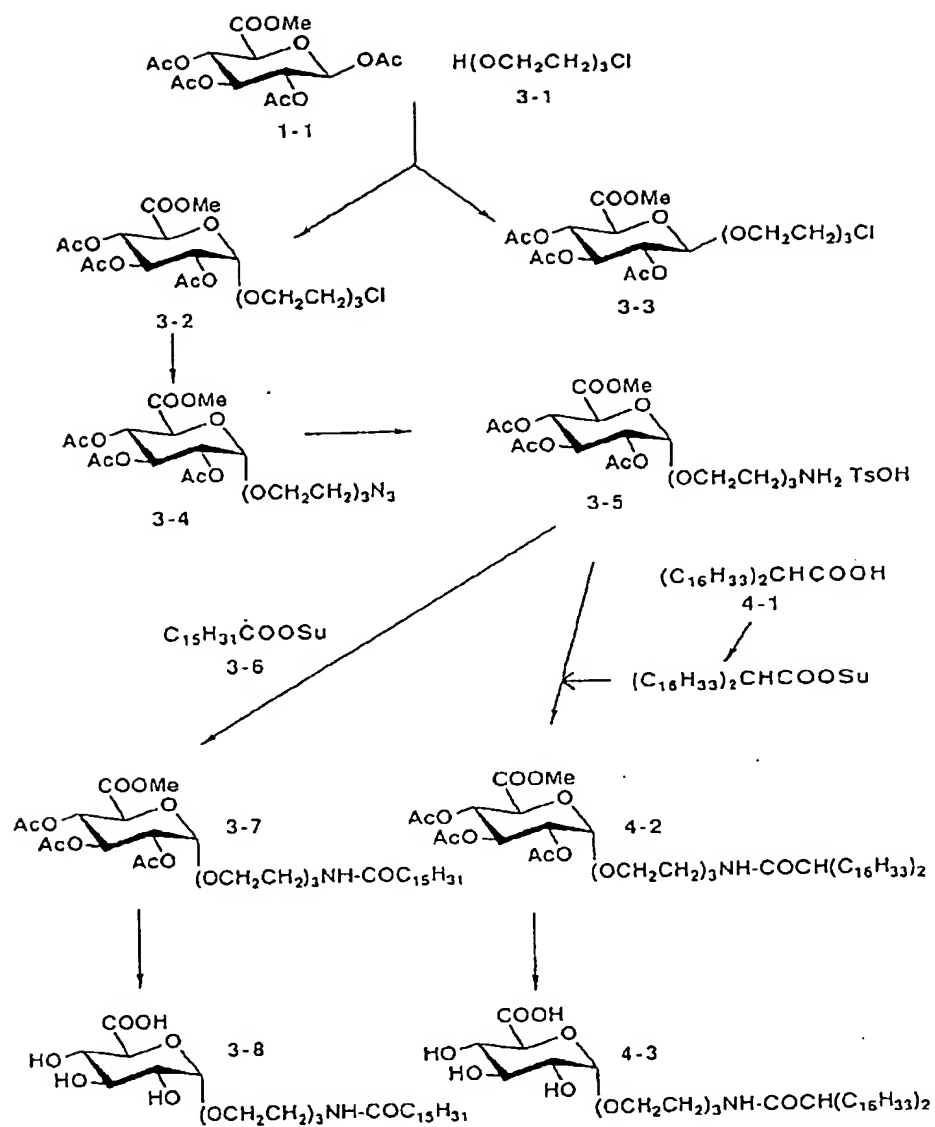 COOMe
O
AcO
AcO
AcO
OAc
1-1
H(OCH2CH2)3Cl
3-1
COOMe
O
AcO
AcO
AcO
(OCH2CH2)3Cl
3-2
COOMe
O
AcO
AcO
AcO
(OCH2CH2)3Cl
3-3
COOMe
O
AcO
AcO
AcO
(OCH2CH2)3N3
3-4
COOMe
O
AcO
AcO
AcO
(OCH2CH2)3NH2 TsOH
3-5
C15H31COOSu
3-6
(C16H33)2CHCOOH
4-1
(C16H33)2CHCOOSu
COOMe
O
3-7
AcO
AcO
AcO
(OCH2CH2)3NH-COC15H31
COOMe
O
4-2
AcO
AcO
AcO
(OCH2CH2)3NH-COCH(C16H33)2
COOH
O
3-8
HO
HO
HO
(OCH2CH2)3NH-COC15H31
COOH
O
4-3
HO
HO
HO
(OCH2CH2)3NH-COCH(C16H33)2